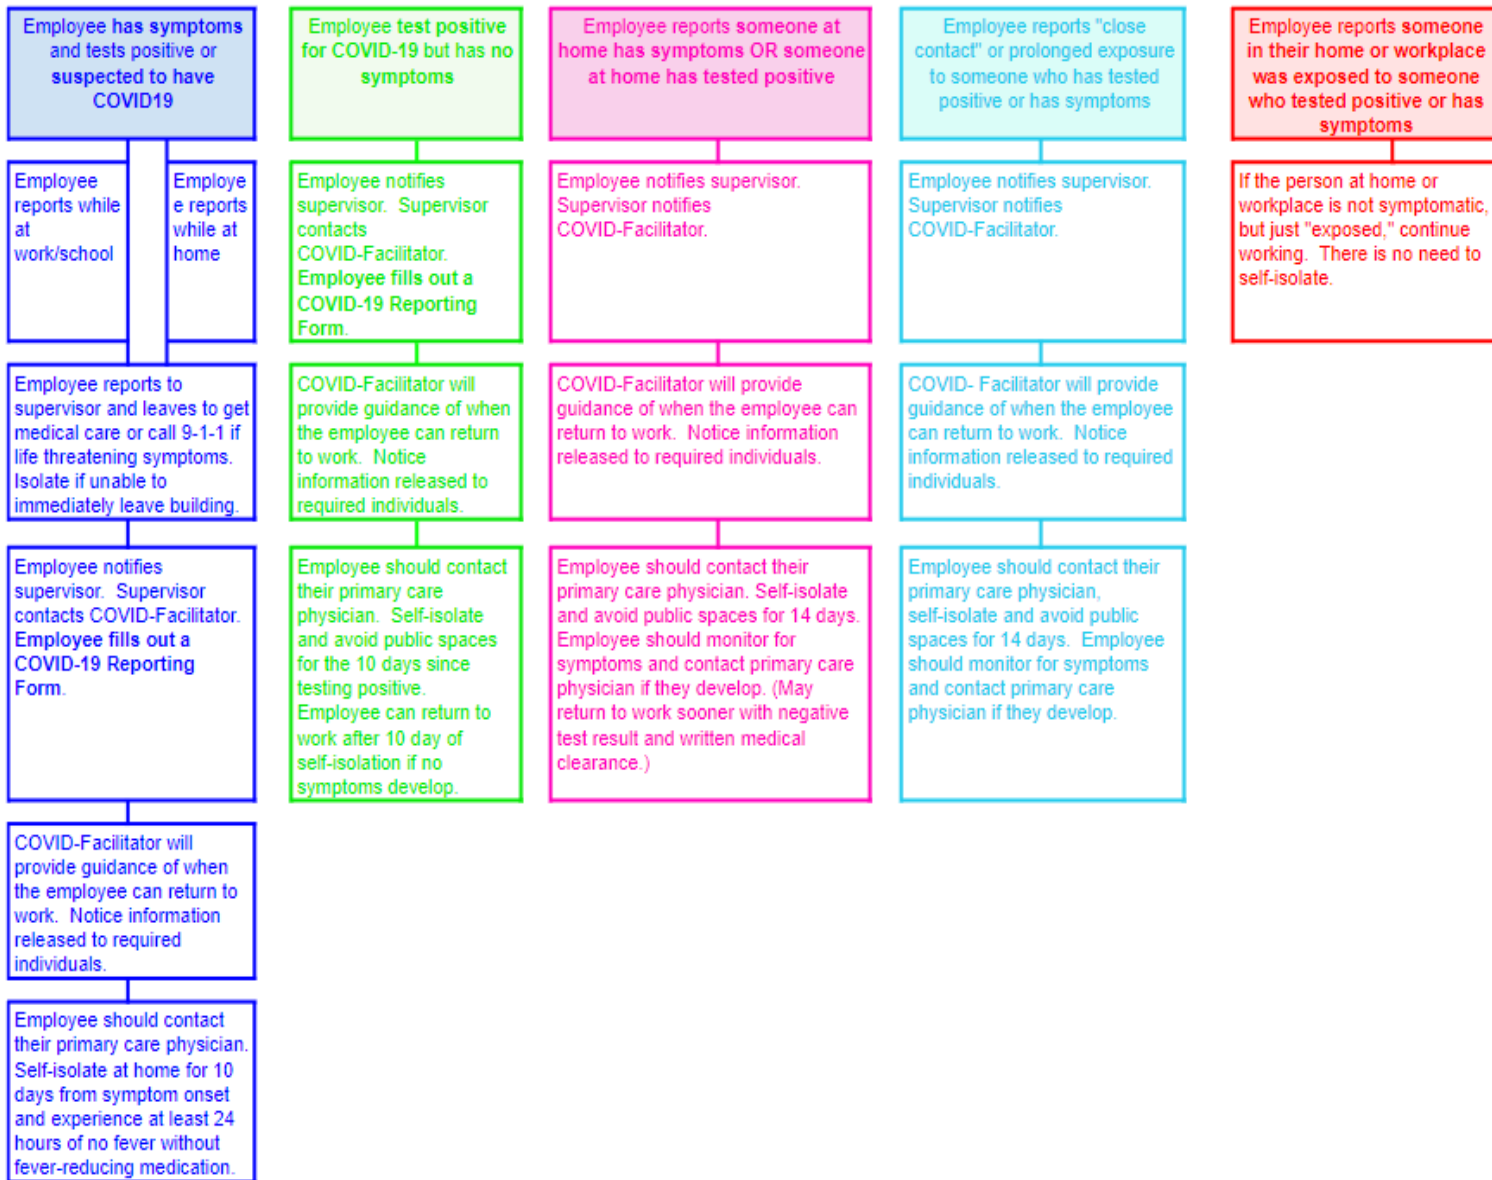 Employee has symptoms
and tests positive or
suspected to have
COVID19
Employee
reports while
at
work/school
Employe
e reports
while at
home
Employee reports to
supervisor and leaves to get
medical care or call 9-1-1 if
life threatening symptoms.
Isolate if unable to
immediately leave building.
Employee notifies
supervisor.  Supervisor
contacts COVID-Facilitator.
Employee fills out a
COVID-19 Reporting
Form.
COVID-Facilitator will
provide guidance of when
the employee can return to
work.  Notice information
released to required
individuals.
Employee should contact
their primary care physician.
Self-isolate at home for 10
days from symptom onset
and experience at least 24
hours of no fever without
fever-reducing medication.
Employee test positive
for COVID-19 but has no
symptoms
Employee notifies
supervisor.  Supervisor
contacts
COVID-Facilitator.
Employee fills out a
COVID-19 Reporting
Form.
COVID-Facilitator will
provide guidance of when
the employee can return
to work.  Notice
information released to
required individuals.
Employee should contact
their primary care
physician.  Self-isolate
and avoid public spaces
for the 10 days since
testing positive.
Employee can return to
work after 10 day of
self-isolation if no
symptoms develop.
Employee reports someone at
home has symptoms OR someone
at home has tested positive
Employee notifies supervisor.
Supervisor notifies
COVID-Facilitator.
COVID-Facilitator will provide
guidance of when the employee can
return to work.  Notice information
released to required individuals.
Employee should contact their
primary care physician. Self-isolate
and avoid public spaces for 14 days.
Employee should monitor for
symptoms and contact primary care
physician if they develop. (May
return to work sooner with negative
test result and written medical
clearance.)
Employee reports "close
contact" or prolonged exposure
to someone who has tested
positive or has symptoms
Employee notifies supervisor.
Supervisor notifies
COVID-Facilitator.
COVID- Facilitator will provide
guidance of when the employee
can return to work.  Notice
information released to required
individuals.
Employee should contact their
primary care physician,
self-isolate and avoid public
spaces for 14 days.  Employee
should monitor for symptoms
and contact primary care
physician if they develop.
Employee reports someone
in their home or workplace
was exposed to someone
who tested positive or has
symptoms
If the person at home or
workplace is not symptomatic,
but just "exposed," continue
working.  There is no need to
self-isolate.